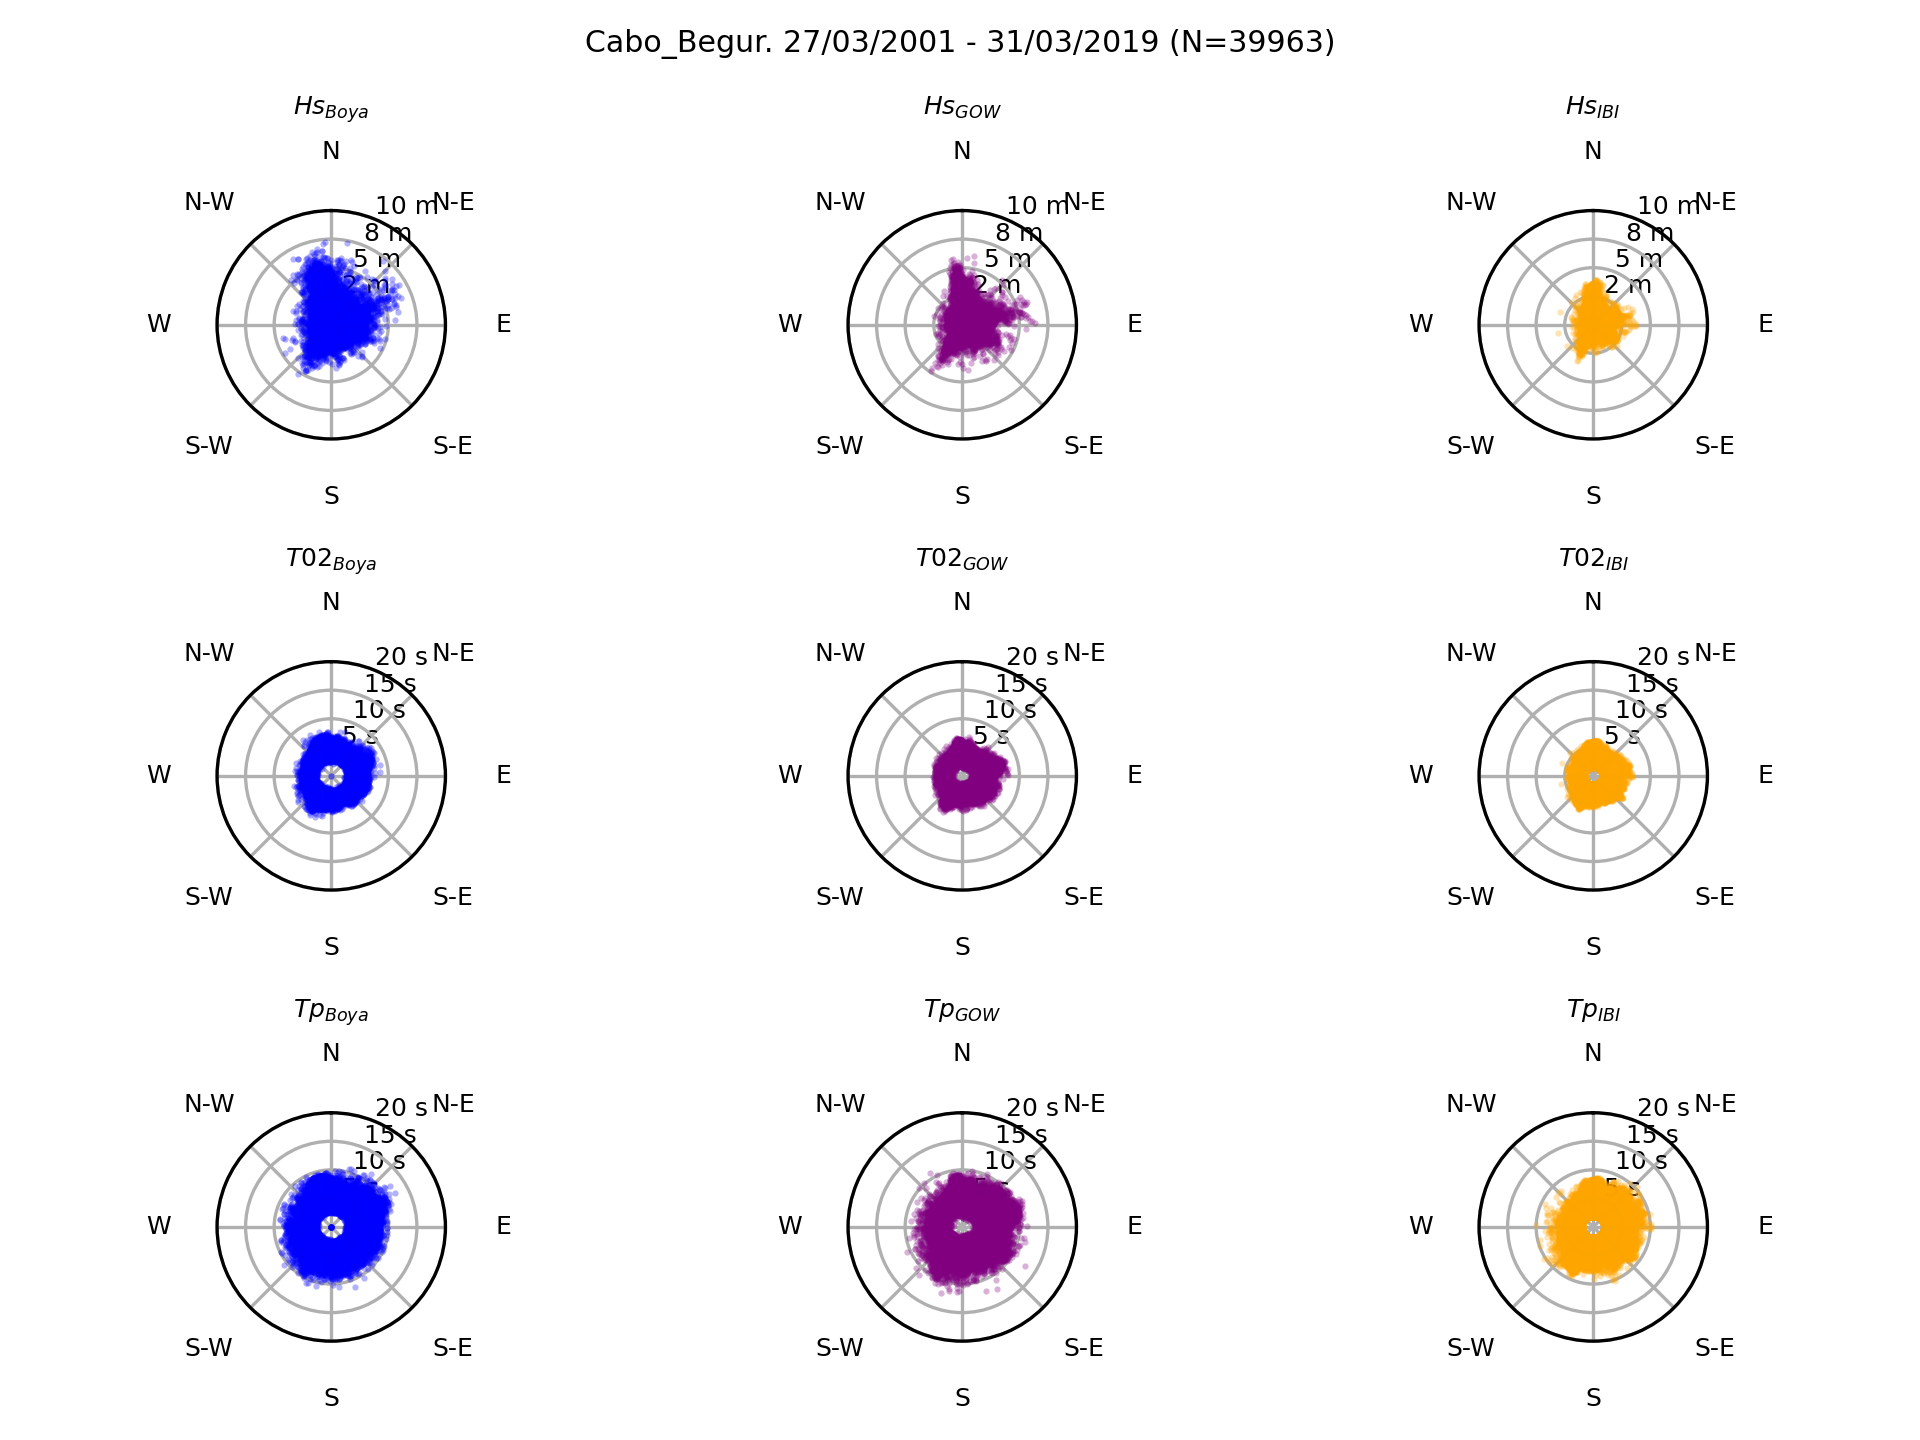 Cabo_Begur. 27/03/2001 - 31/03/2019 (N=39963)
Hs_Boya Hs_GOW Hs_IBI
N N N
N-W 10 m N-E N-W 10 m N-E N-W 10 m N-E
8 m 8 m 8 m
5 m 5 m 5 m
2 m 2 m 2 m
W E W E W E
S-W S-E S-W S-E S-W S-E
S S S
T02_Boya T02_GOW T02_IBI
N N N
N-W 20 s N-E N-W 20 s N-E N-W 20 s N-E
15 s 15 s 15 s
10 s 10 s 10 s
5 s 5 s 5 s
W E W E W E
S-W S-E S-W S-E S-W S-E
S S S
Tp_Boya Tp_GOW Tp_IBI
N N N
N-W 20 s N-E N-W 20 s N-E N-W 20 s N-E
15 s 15 s 15 s
10 s 10 s 10 s
5 s
W E W E W E
S-W S-E S-W S-E S-W S-E
S S S